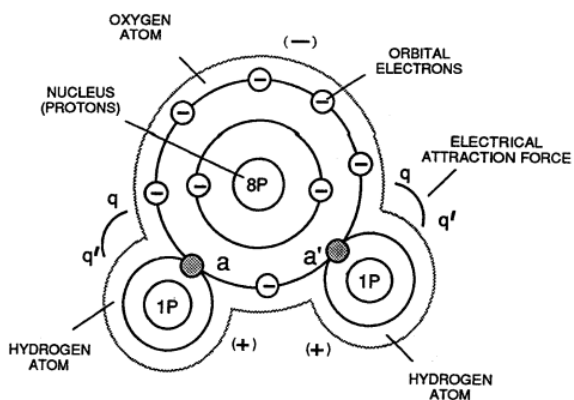 OXYGEN
ATOM
(−)
ORBITAL
ELECTRONS
NUCLEUS
(PROTONS)
ELECTRICAL
ATTRACTION FORCE
−
−
−
−
−
−
−
8P
q
q'
q
q'
a
a'
−
1P
1P
(+)
(+)
HYDROGEN
ATOM
HYDROGEN
ATOM